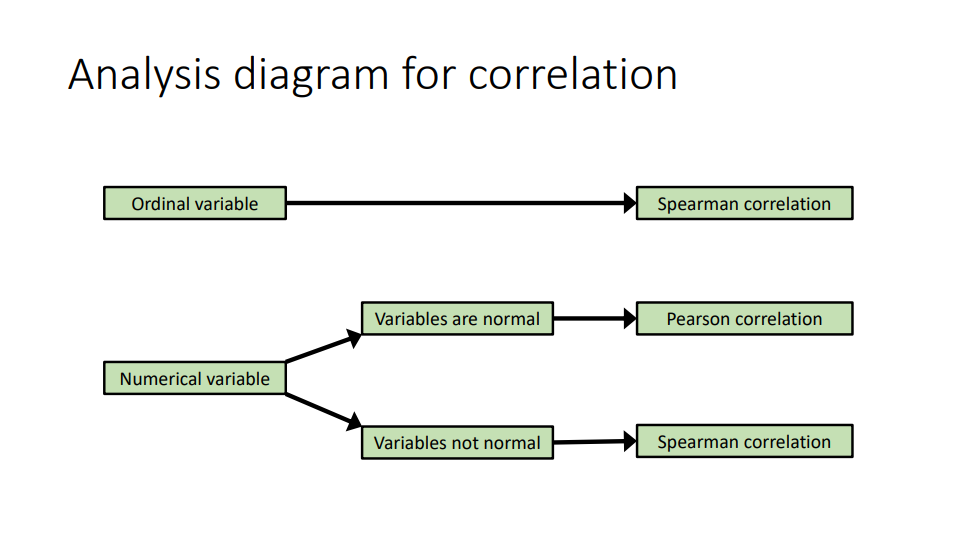 Analysis diagram for correlation
Ordinal variable
Spearman correlation
Variables are normal
Pearson correlation
Numerical variable
Variables not normal
Spearman correlation